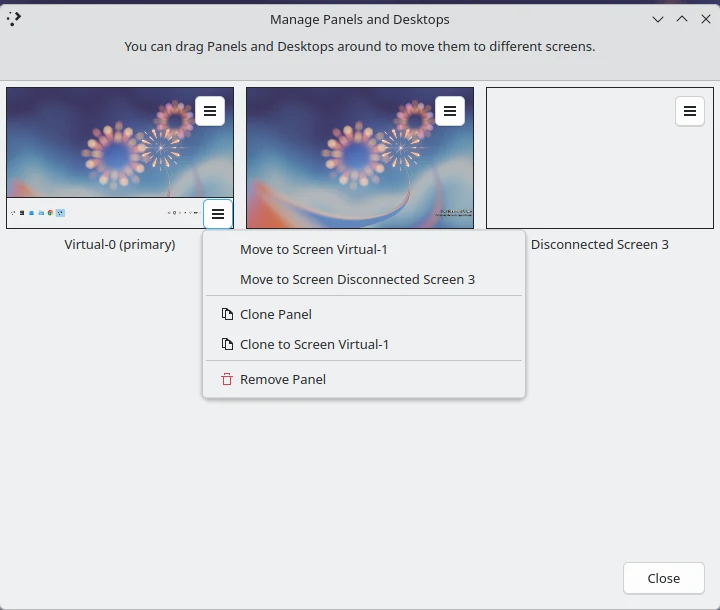 Manage Panels and Desktops
You can drag Panels and Desktops around to move them to different screens.
Virtual-0 (primary)
Disconnected Screen 3
Move to Screen Virtual-1
Move to Screen Disconnected Screen 3
Clone Panel
Clone to Screen Virtual-1
Remove Panel
Close